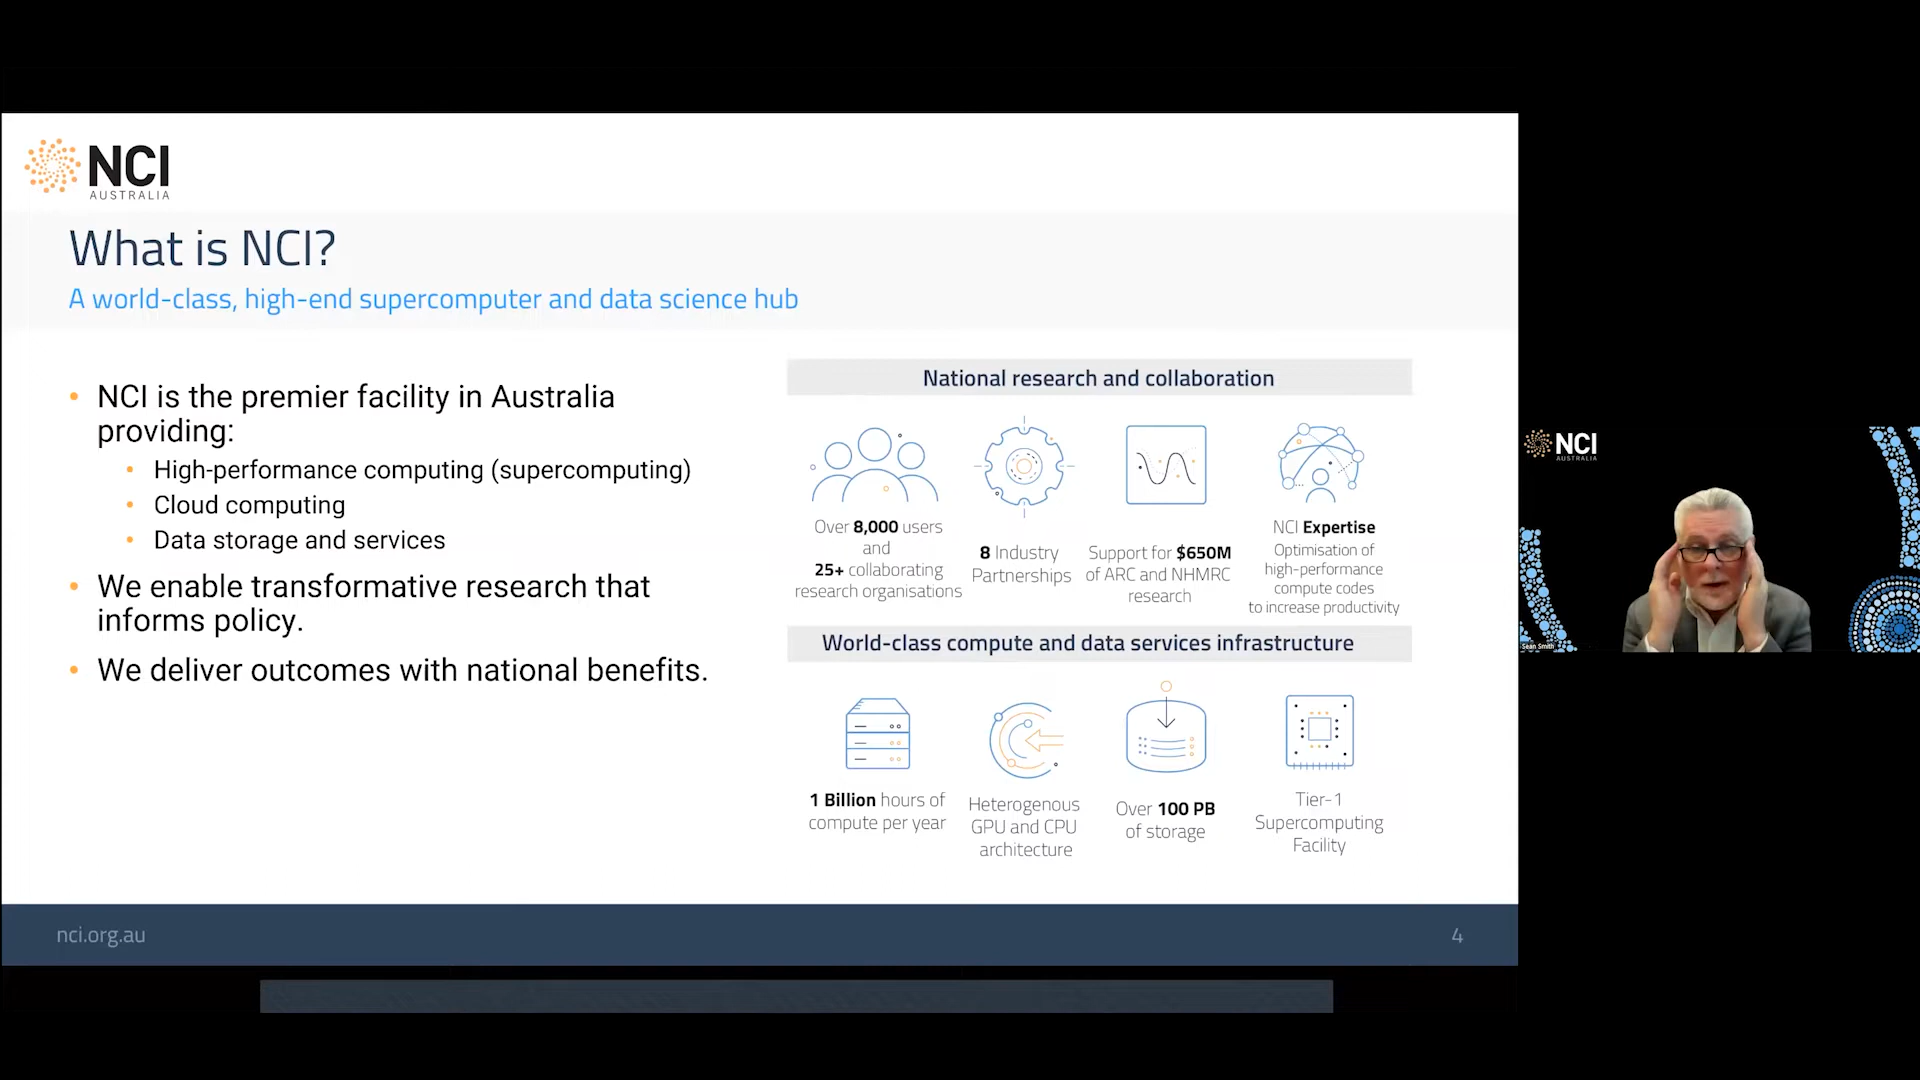 NCI
AUSTRALIA
What is NCI?
A world-class, high-end supercomputer and data science hub
• NCI is the premier facility in Australia
providing:
• High-performance computing (supercomputing)
• Cloud computing
• Data storage and services
• We enable transformative research that
informs policy.
• We deliver outcomes with national benefits.
National research and collaboration
Over 8,000 users
and
25+ collaborating
research organisations
8 Industry
Partnerships
Support for $650M
of ARC and NHMRC
research
NCI Expertise
Optimisation of
high-performance
compute codes
to increase productivity
World-class compute and data services infrastructure
1 Billion hours of
compute per year
Heterogenous
GPU and CPU
architecture
Over 100 PB
of storage
Tier-1
Supercomputing
Facility
nci.org.au
4
NCI
AUSTRALIA
Sean Smith